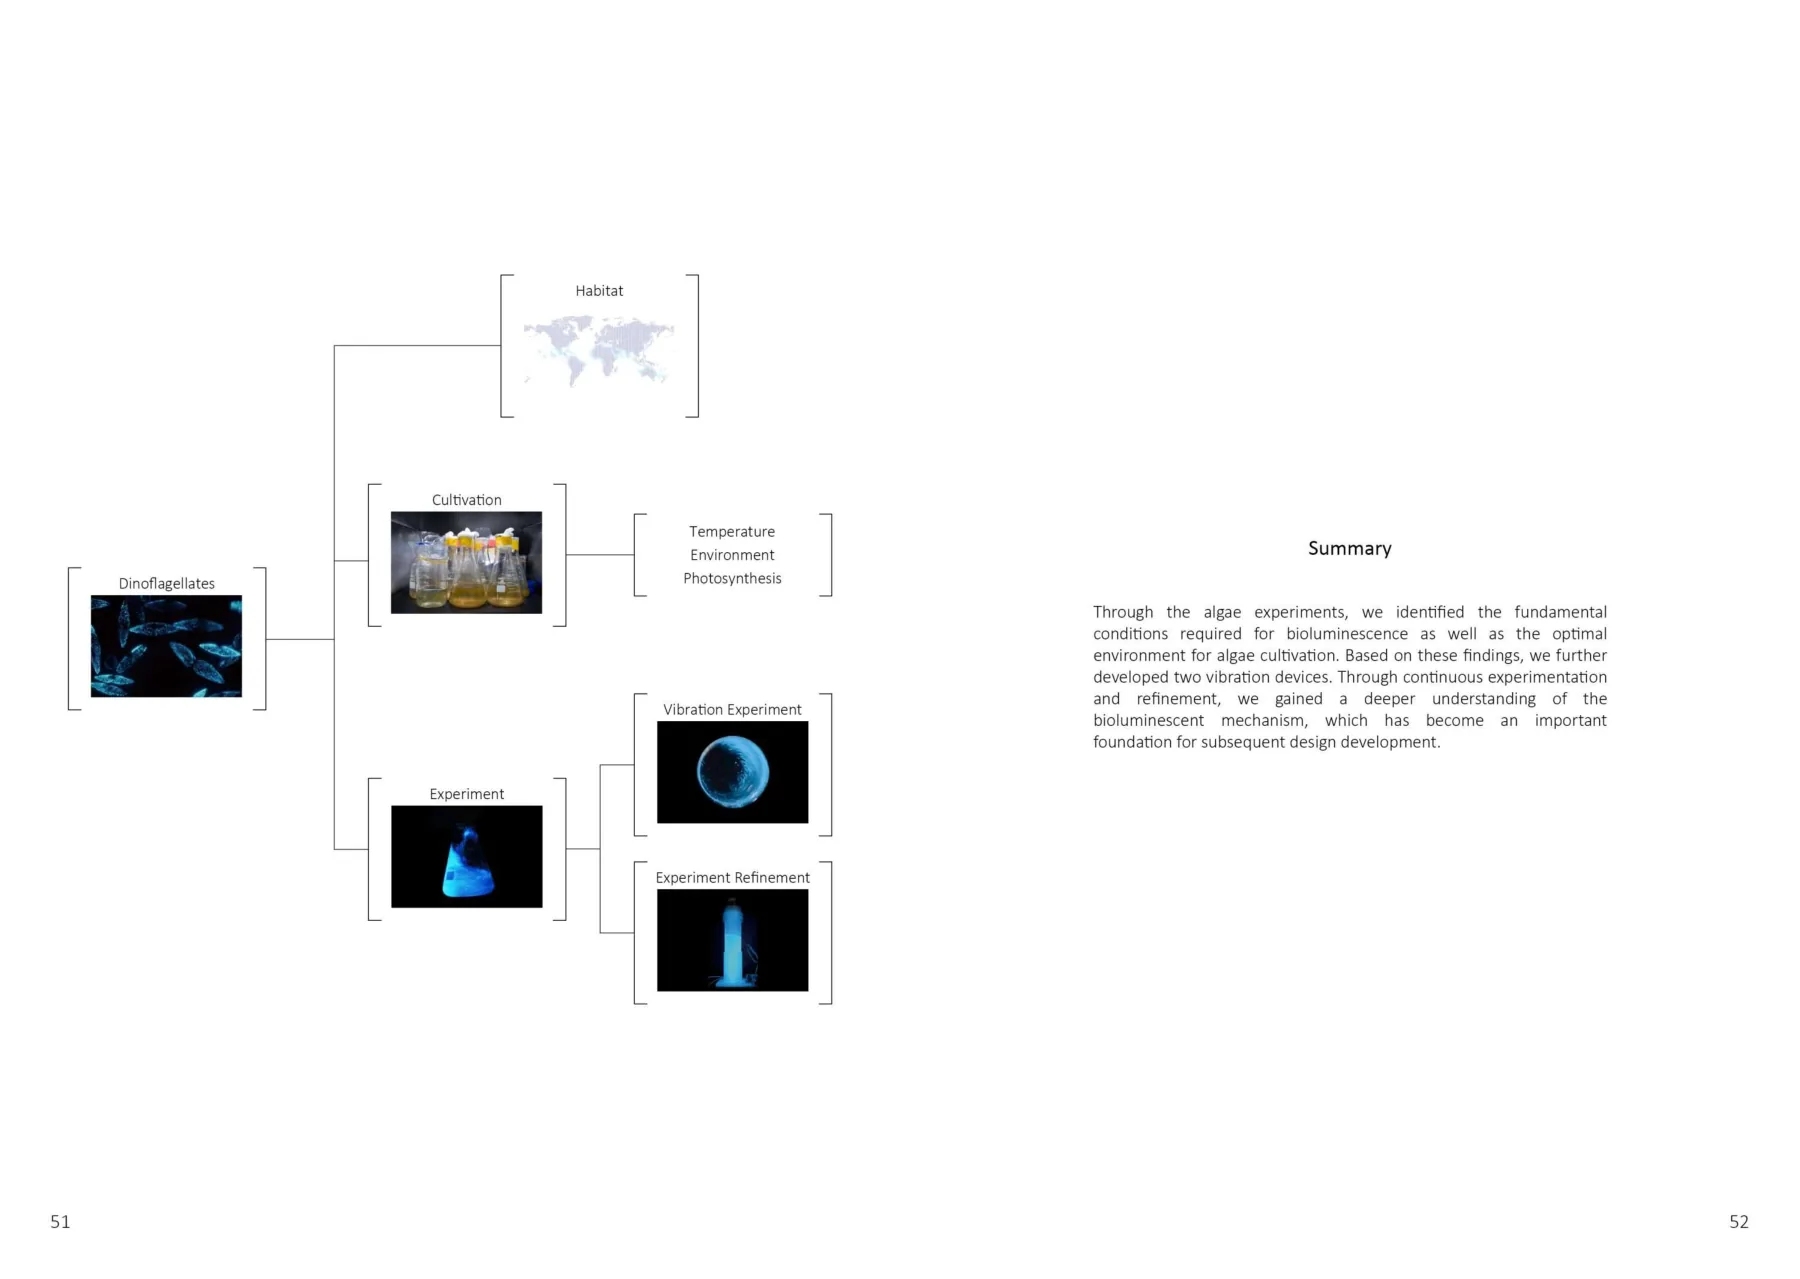 Habitat
Cultivation
Temperature
Environment
Photosynthesis
Dinoflagellates
Vibration Experiment
Experiment
Experiment Refinement
51
Summary
Through the algae experiments, we identified the fundamental
conditions required for bioluminescence as well as the optimal
environment for algae cultivation. Based on these findings, we further
developed two vibration devices. Through continuous experimentation
and refinement, we gained a deeper understanding of the
bioluminescent mechanism, which has become an important
foundation for subsequent design development.
52